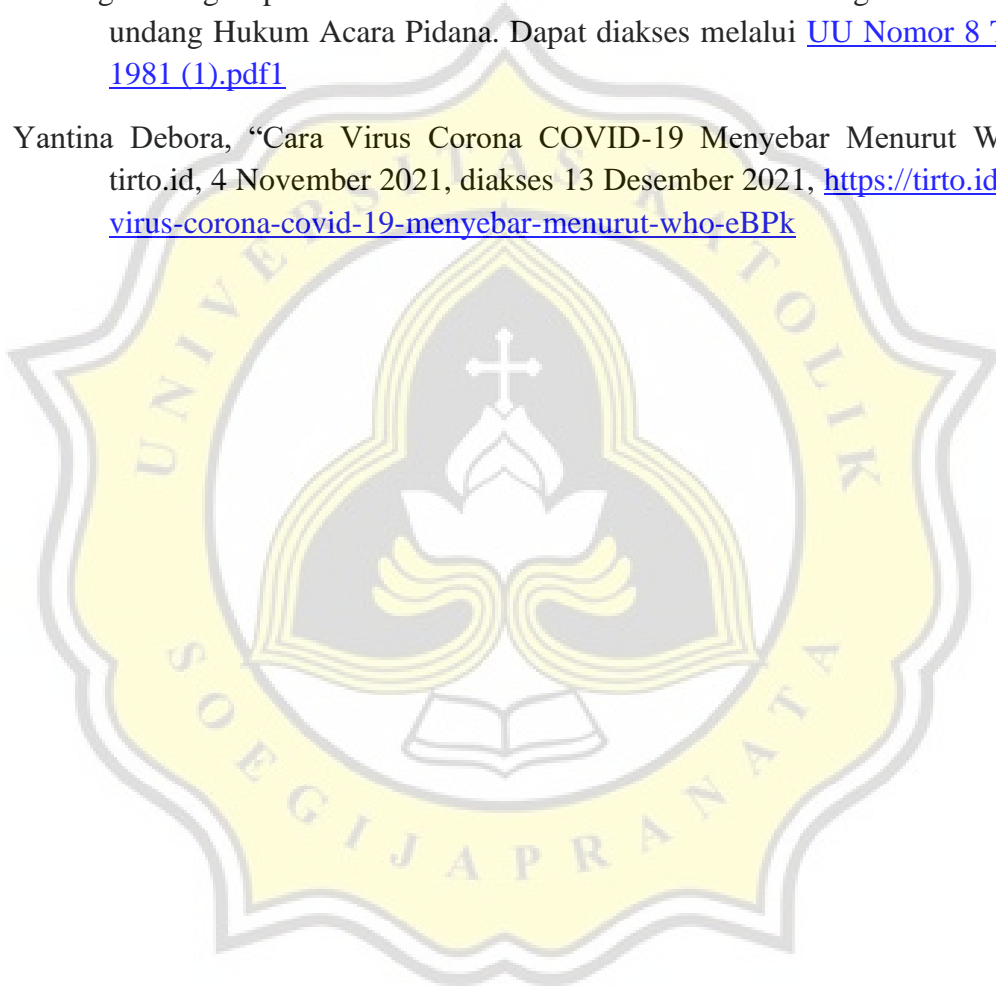 undang Hukum Acara Pidana. Dapat diakses melalui UU Nomor 8
1981 (1).pdf1
Yantina Debora, “Cara Virus Corona COVID-19 Menyebar Menurut
tirto.id, 4 November 2021, diakses 13 Desember 2021, https://tirto.id
virus-corona-covid-19-menyebar-menurut-who-eBPk
UNIVERSITAS KATOLIK
SOEGIJAPRANATA